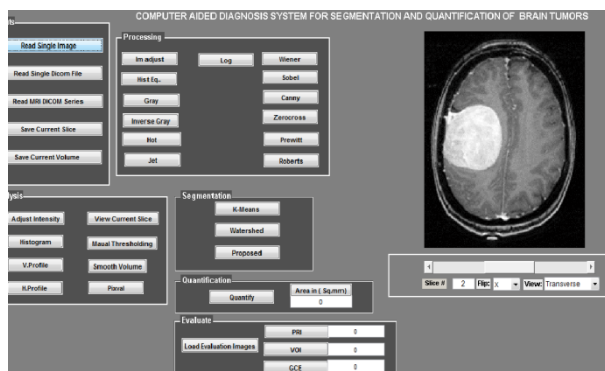 COMPUTER AIDED DIAGNOSIS SYSTEM FOR SEGMENTATION AND QUANTIFICATION OF BRAIN TUMORS
Read Single Image
Read Single Dicom File
Read MRI DICOM Series
Save Current Slice
Save Current Volume
Processing
Im.adjust
Log
Wiener
Hist Eq..
Sobel
Gray
Canny
Inverse Gray
Zerocross
Hot
Prewitt
Jet
Roberts
lysis
Adjust Intensity
View Current Slice
Histogram
Maual Thresholding
V.Profile
Smooth Volume
H.Profile
Pixval
Segmentation
K-Means
Watershed
Proposed
Quantification
Quantify
Area in ( Sq.mm)
0
Evaluate
Load Evaluation Images
PRI
0
VOI
0
GCE
0
Slice # 2 Flip: x View: Transverse